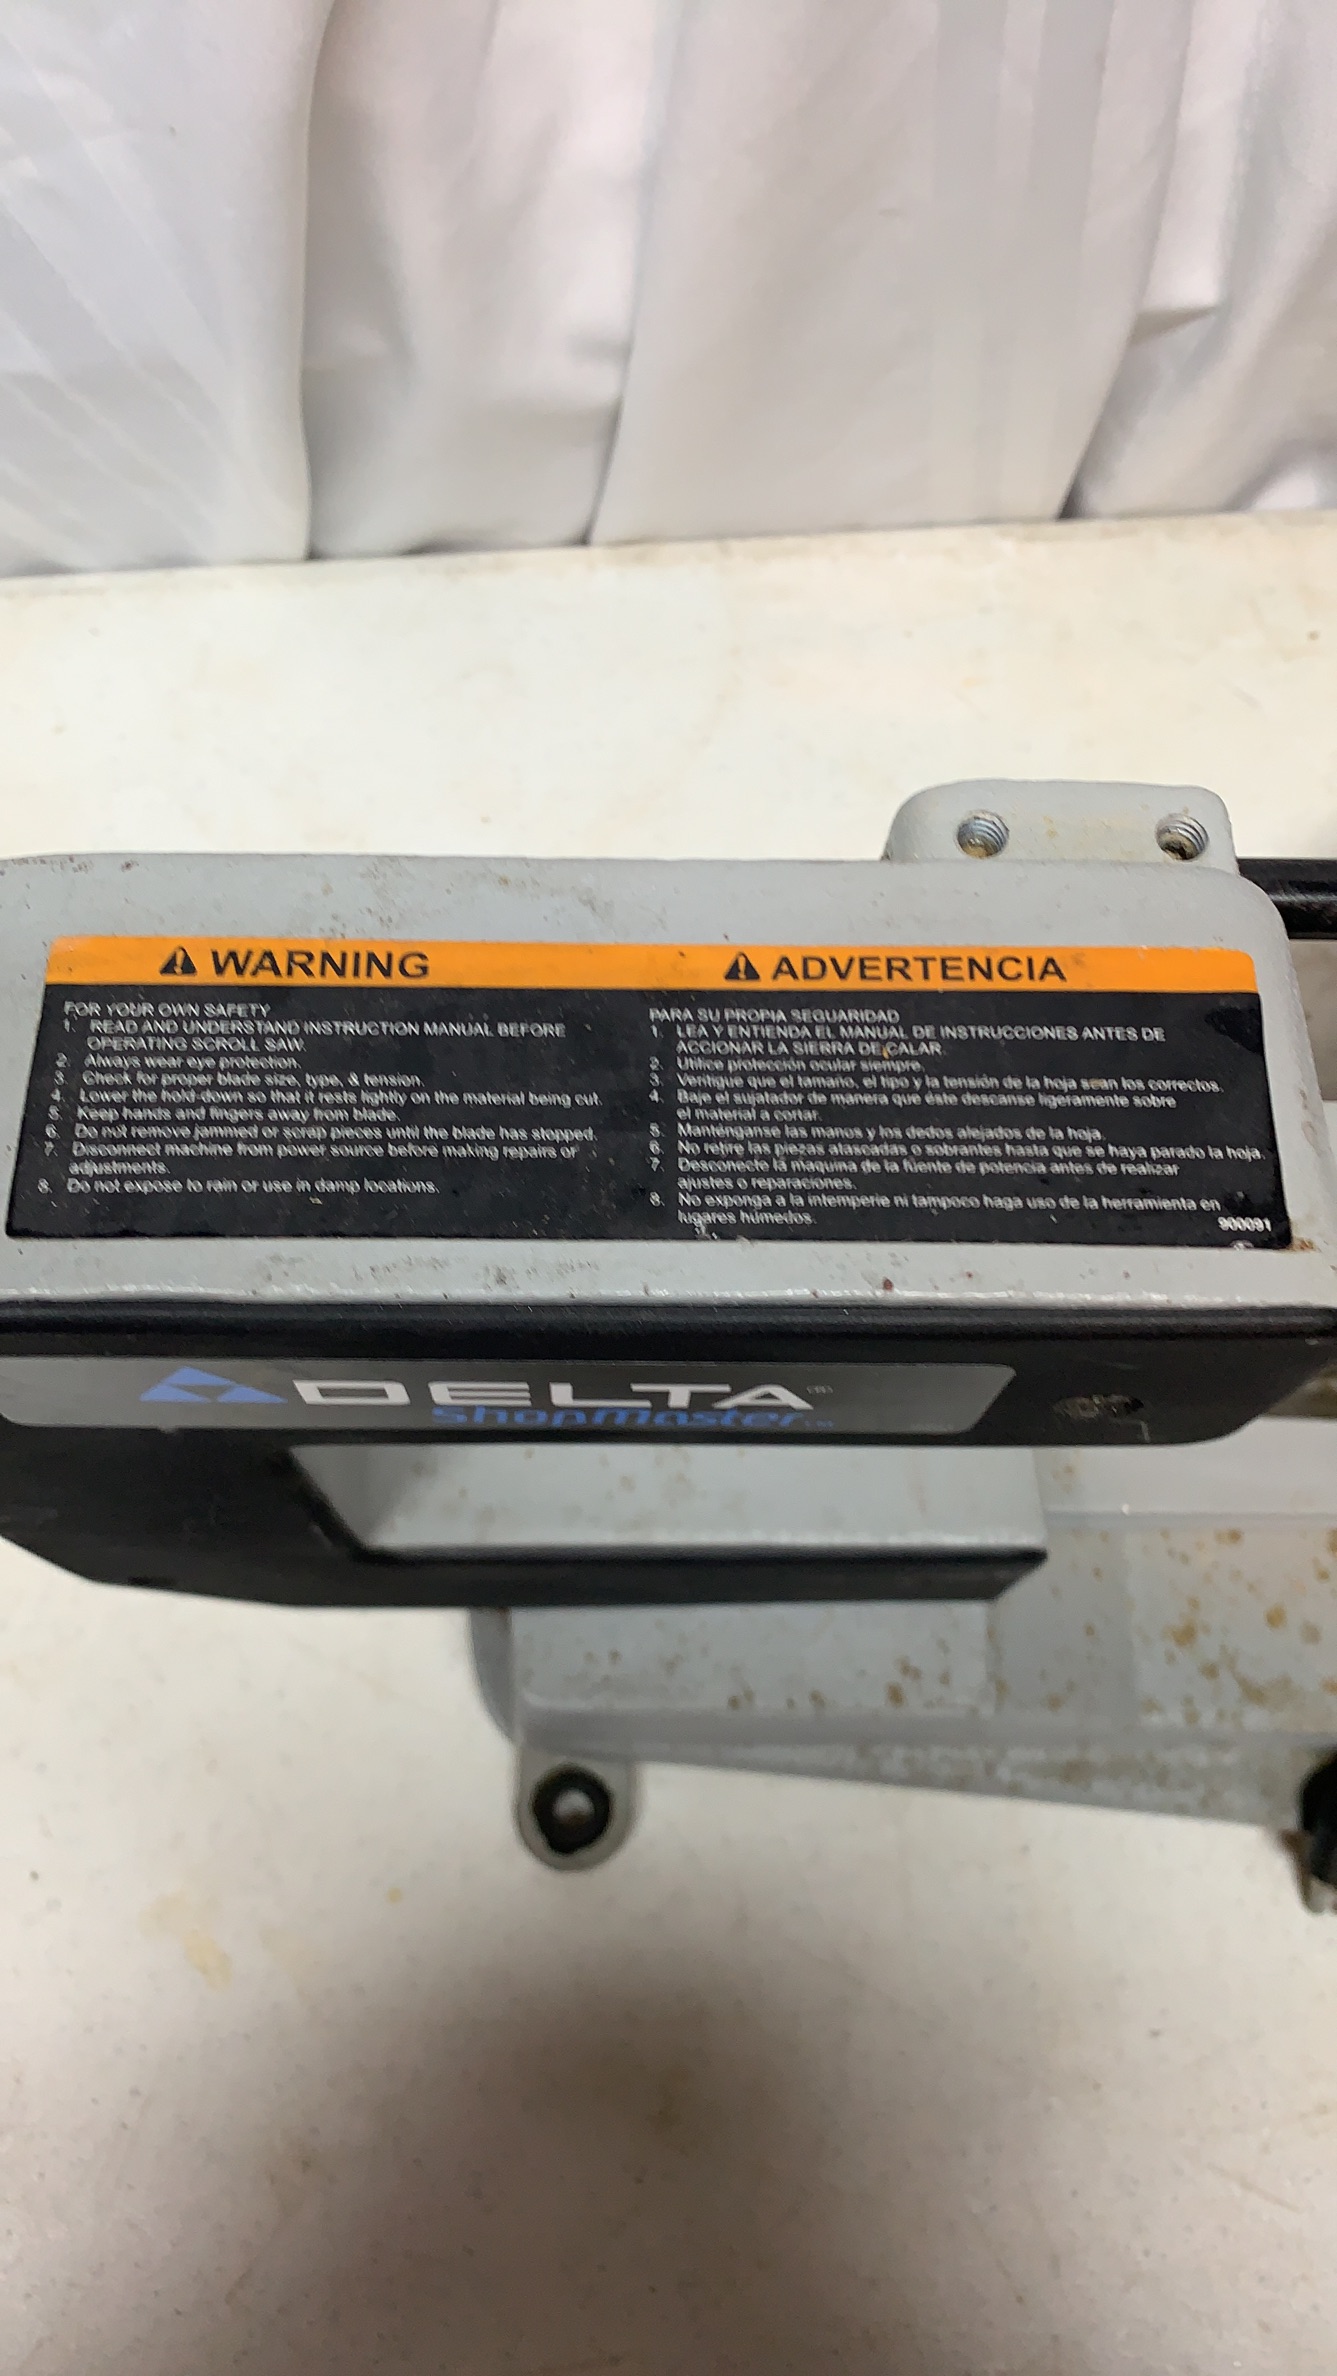 WARNING
FOR YOUR OWN SAFETY
1. READ AND UNDERSTAND INSTRUCTION MANUAL BEFORE
OPERATING SCROLL SAW.
2. Always wear eye protection.
3. Check for proper blade size, type, & tension.
4. Lower the hold-down so that it rests lightly on the material being cut.
5. Keep hands and fingers away from blade.
6. Do not remove jammed or scrap pieces until the blade has stopped.
7. Disconnect machine from power source before making repairs or
adjustments.
8. Do not expose to rain or use in damp locations.
ADVERTENCIA
PARA SU PROPIA SEGUARIDAD
1. LEA Y ENTIENDA EL MANUAL DE INSTRUCCIONES ANTES DE
ACCIONAR LA SIERRA DE CALAR.
2. Utilice protección ocular siempre.
3. Verifigue que el tamano, el tipo y la tensión de la hoja sean los correctos.
4. Baje el sujatador de manera que éste descanse ligeramente sobre
el material a cortar.
5. Manténganse las manos y los dedos alejados de la hoja.
6. No retire las piezas atascadas o sobrantes hasta que se haya parado la hoja.
7. Desconecte la maquina de la fuente de potencia antes de realizar
ajustes o reparaciones.
8. No exponga a la intemperie ni tampoco haga uso de la herramienta en
lugares húmedos.
900091
DELTA
ShopMaster